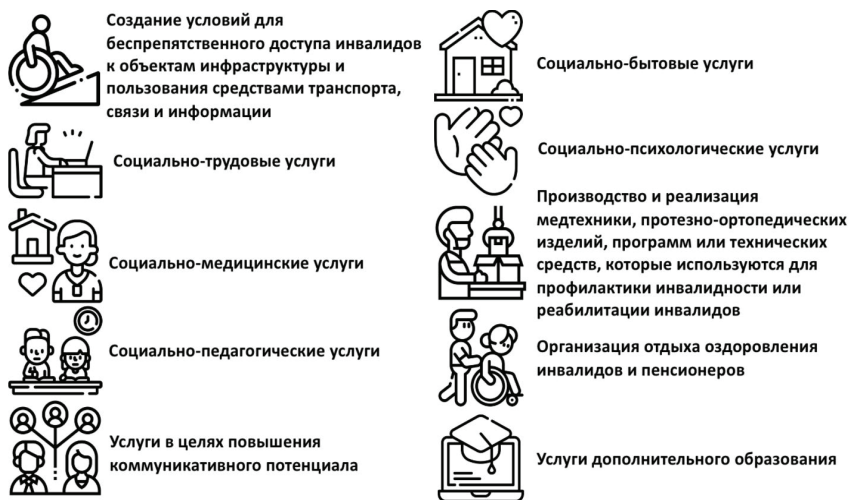 Создание условий для
беспрепятственного доступа инвалидов
к объектам инфраструктуры и
пользования средствами транспорта,
связи и информации
Социально-трудовые услуги
Социально-медицинские услуги
Социально-педагогические услуги
Услуги в целях повышения
коммуникативного потенциала
Социально-бытовые услуги
Социально-психологические услуги
Производство и реализация
медтехники, протезно-ортопедических
изделий, программ или технических
средств, которые используются для
профилактики инвалидности или
реабилитации инвалидов
Организация отдыха оздоровления
инвалидов и пенсионеров
Услуги дополнительного образования